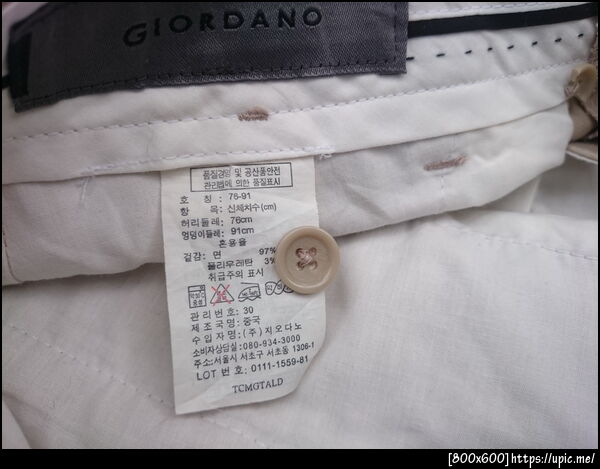 GIORDANO
품질경영 및 공산품안전
관리법에 의한 품질표시
호 칭 : 76-91
항 목: 신체치수(cm)
허리둘레: 76cm
엉덩이둘레: 91cm
혼용율
겉감: 면 97%
폴리우레탄 3%
취급주의 표시
관리번호: 30
제조국명: 중국
수입자명: (주)지오다노
소비자상담실: 080-934-3000
주소:서울시 서초구 서초동 1306-1
LOT 번호: 0111-1559-81
TCMGTALD
[800x600]https://upic.me/